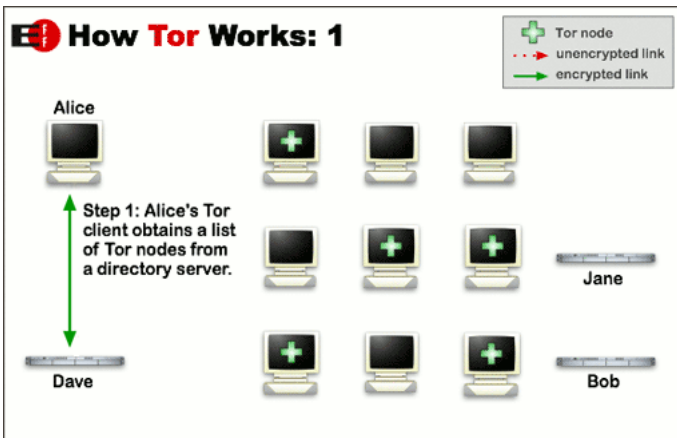 EFF How Tor Works: 1
Tor node
unencrypted link
encrypted link
Alice
Step 1: Alice's Tor
client obtains a list
of Tor nodes from
a directory server.
Jane
Dave
Bob